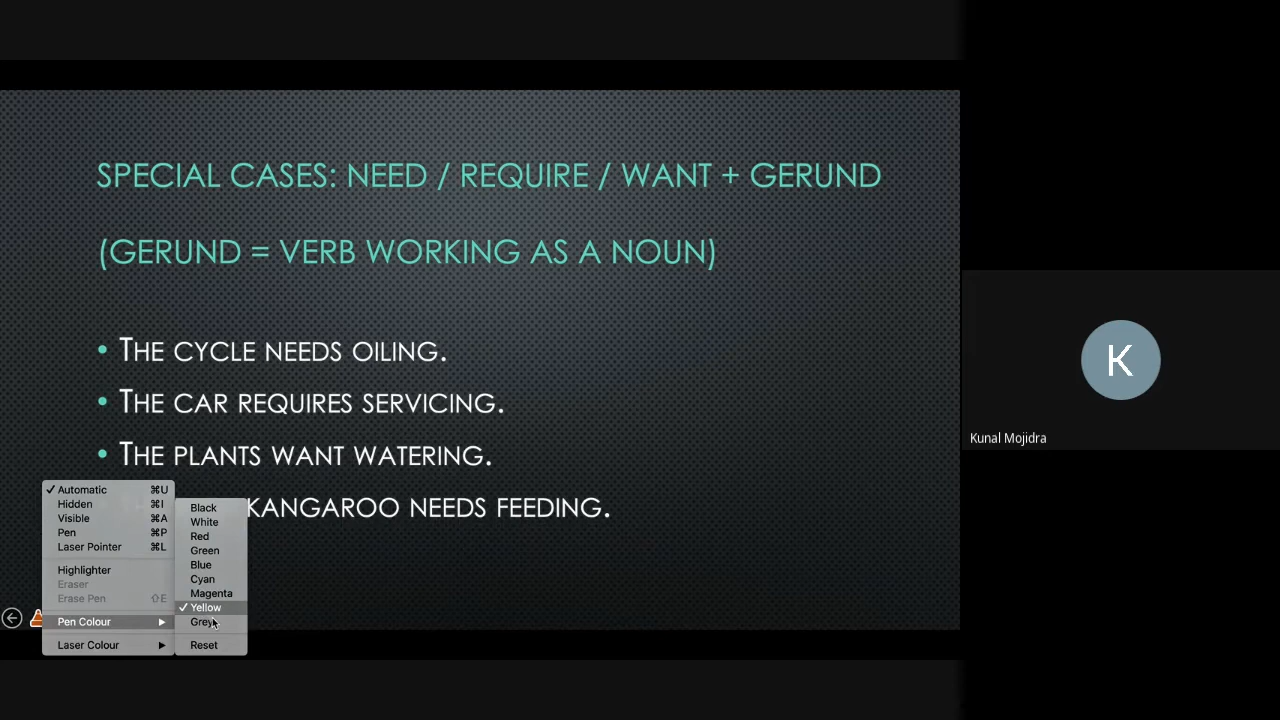 SPECIAL CASES: NEED / REQUIRE / WANT + GERUND
(GERUND = VERB WORKING AS A NOUN)
• THE CYCLE NEEDS OILING.
• THE CAR REQUIRES SERVICING.
• THE PLANTS WANT WATERING.
KANGAROO NEEDS FEEDING.
✓ Automatic ⌘U
Hidden ⌘I
Visible ⌘A
Pen ⌘P
Laser Pointer ⌘L
Highlighter
Eraser
Erase Pen ⇧E
Pen Colour ▶
Laser Colour ▶
Black
White
Red
Green
Blue
Cyan
Magenta
✓ Yellow
Grey
Reset
K
Kunal Mojidra